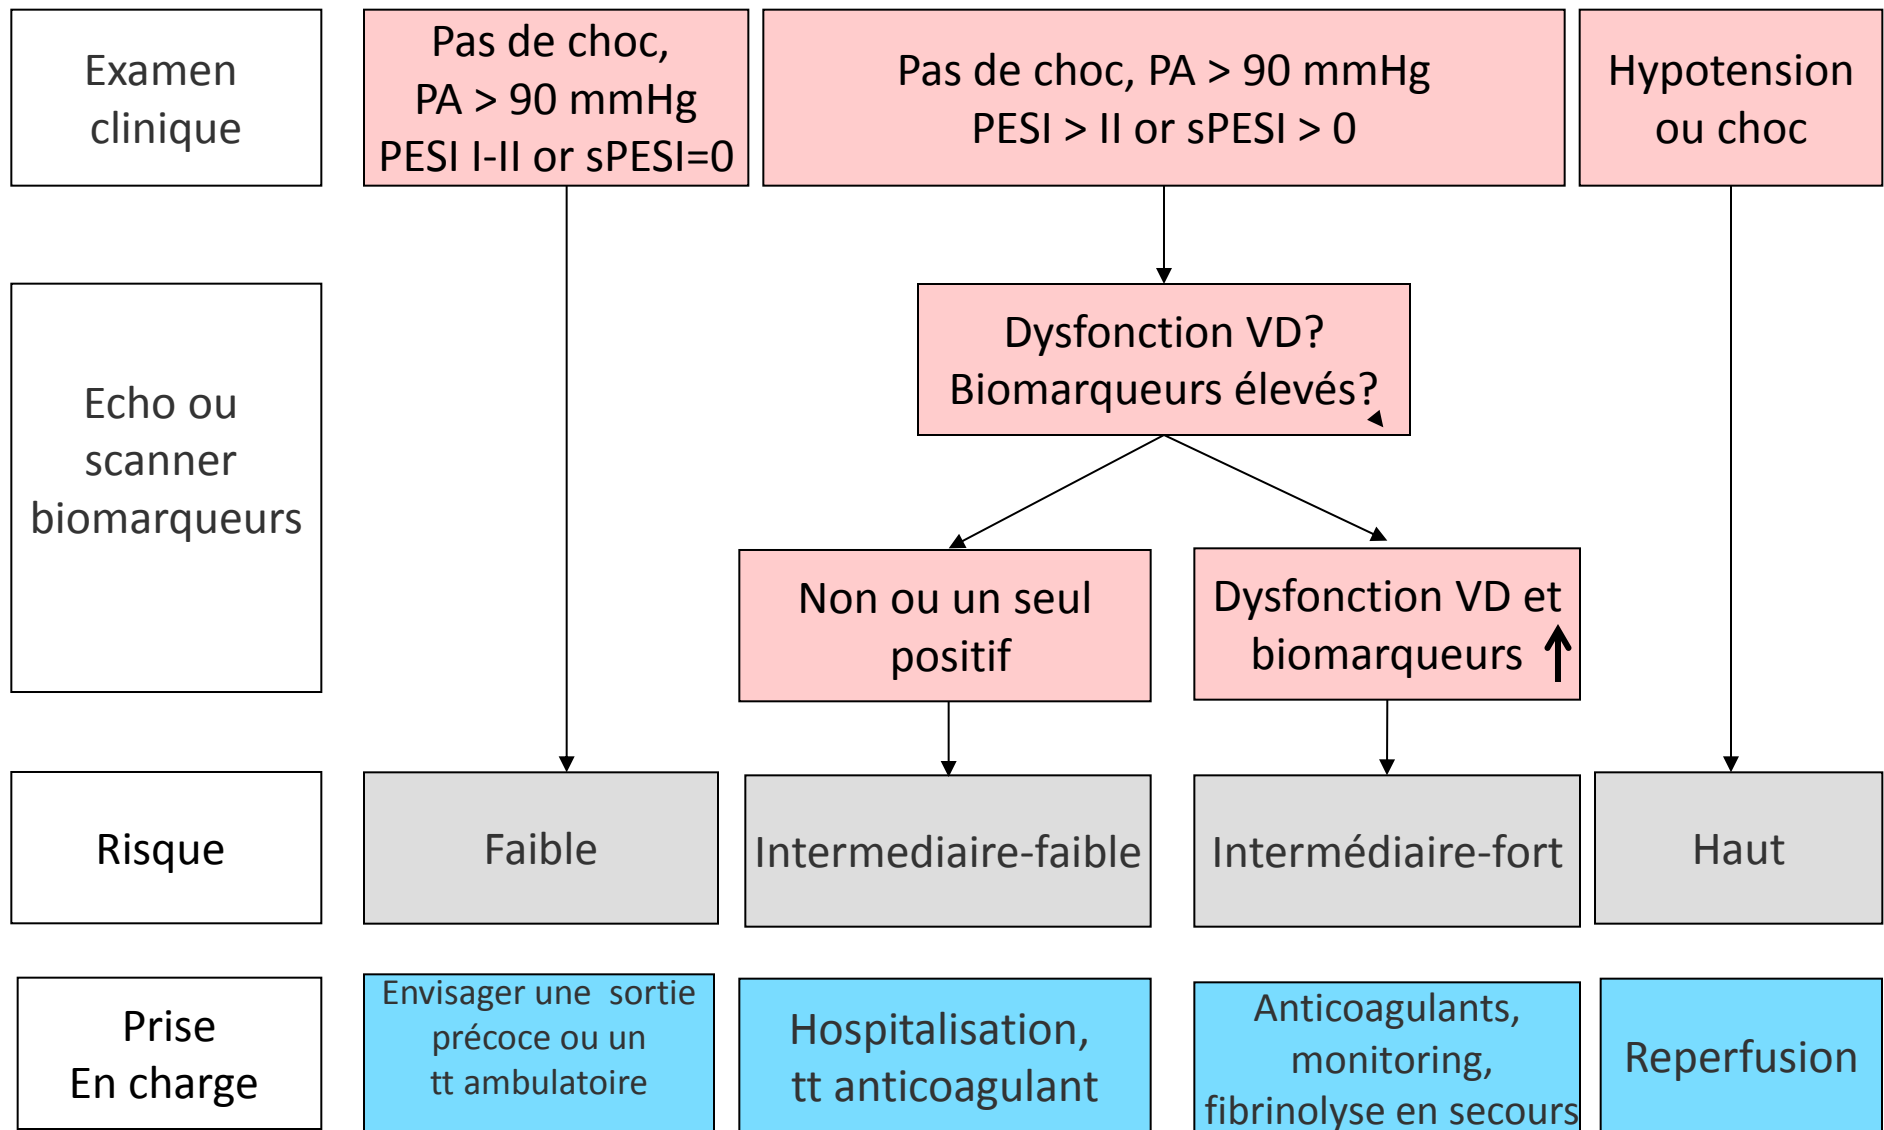 Examen
clinique
Pas de choc,
PA > 90 mmHg
PESI I-II or sPESI=0
Pas de choc, PA > 90 mmHg
PESI > II or sPESI > 0
Hypotension
ou choc
Echo ou
scanner
biomarqueurs
Dysfonction VD?
Biomarqueurs élevés?
Non ou un seul
positif
Dysfonction VD et
biomarqueurs ↑
Risque
Faible
Intermediaire-faible
Intermédiaire-fort
Haut
Prise
En charge
Envisager une sortie
précoce ou un
tt ambulatoire
Hospitalisation,
tt anticoagulant
Anticoagulants,
monitoring,
fibrinolyse en secours
Reperfusion